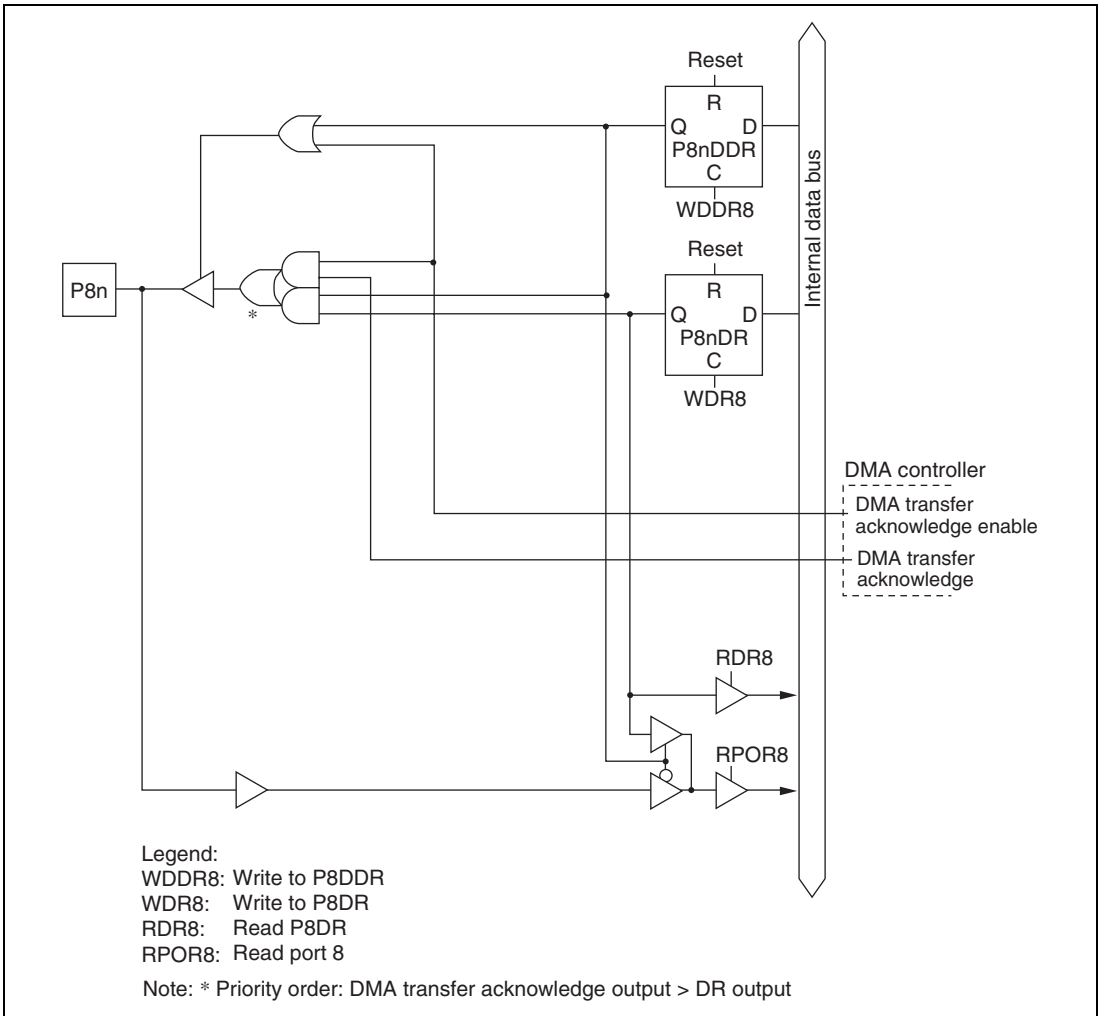 Reset
R
Q D
P8nDDR
C
WDDR8
Reset
R
Q D
P8nDR
C
WDR8
Internal data bus
P8n
*
DMA controller
DMA transfer
acknowledge enable
DMA transfer
acknowledge
RDR8
RPOR8
Legend:
WDDR8: Write to P8DDR
WDR8: Write to P8DR
RDR8: Read P8DR
RPOR8: Read port 8
Note: * Priority order: DMA transfer acknowledge output > DR output